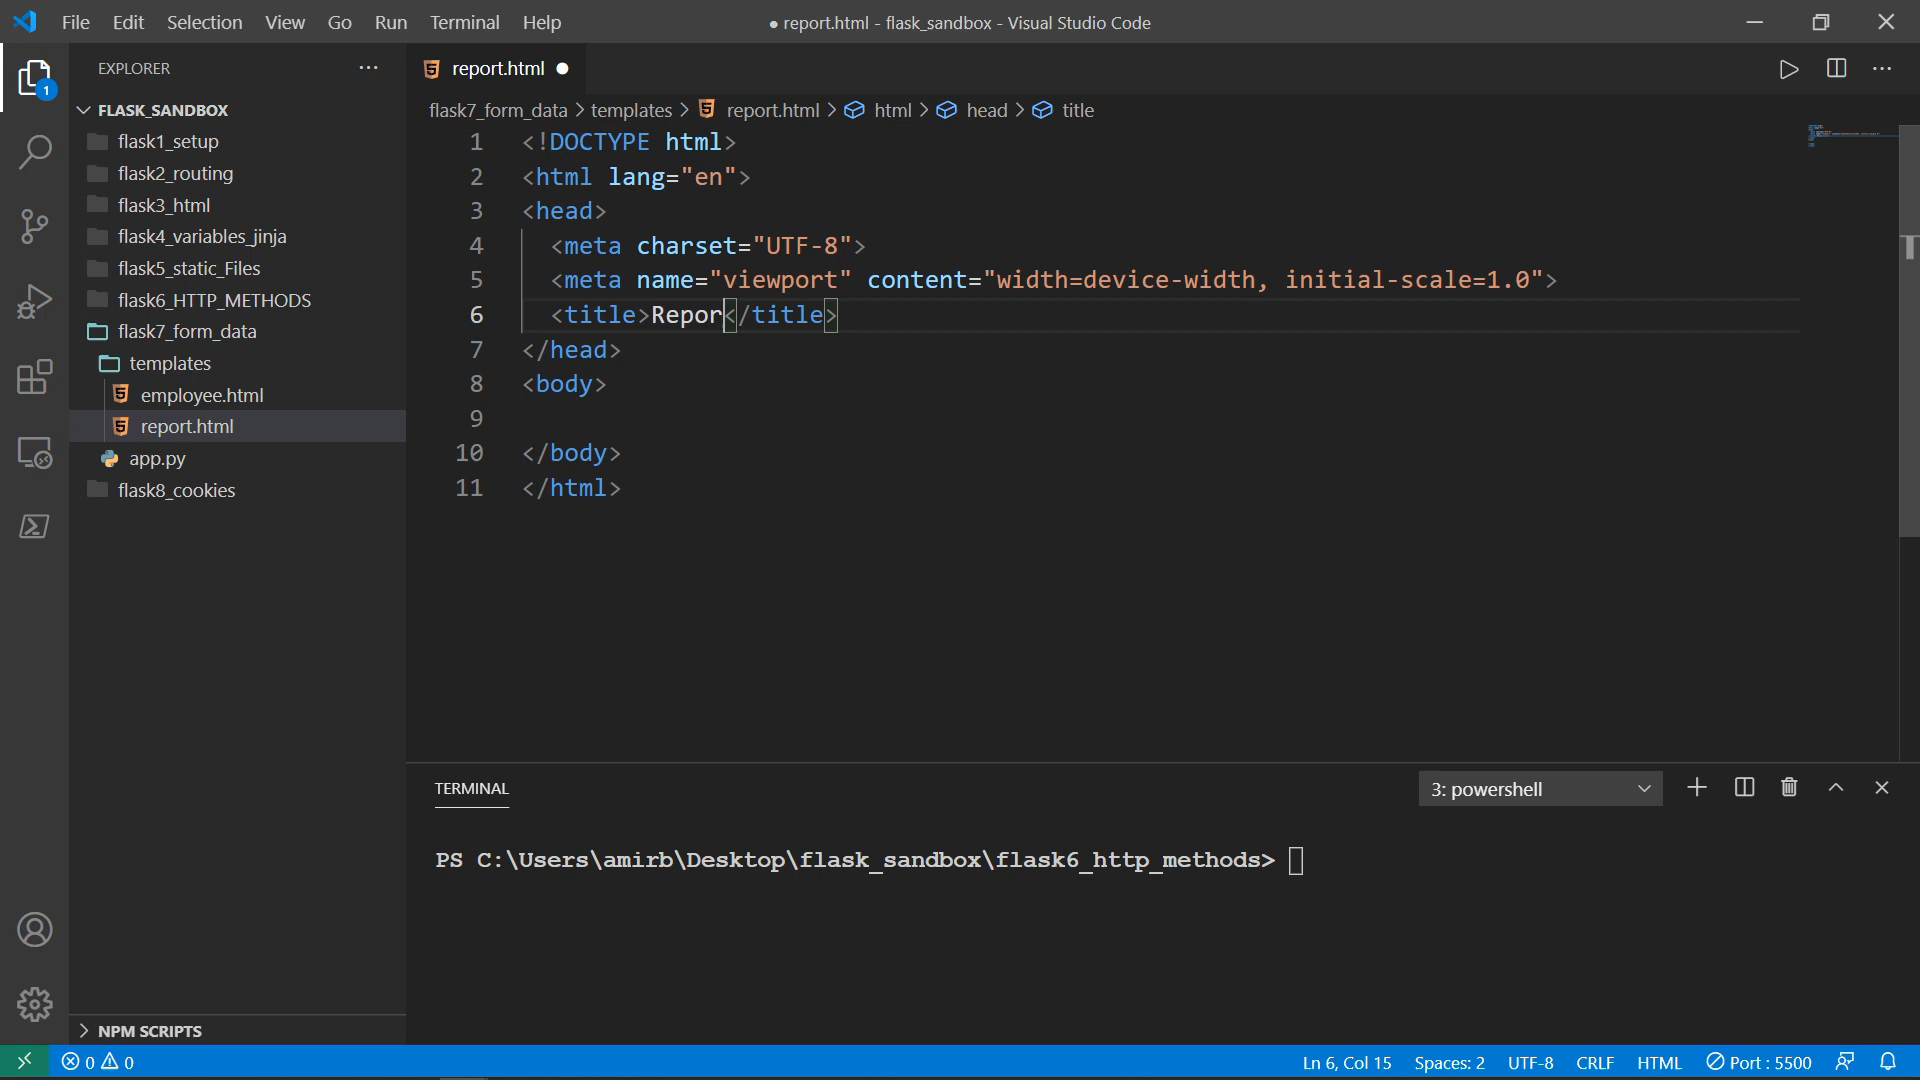 File Edit Selection View Go Run Terminal Help
● report.html - flask_sandbox - Visual Studio Code
EXPLORER
1
FLASK_SANDBOX
flask1_setup
flask2_routing
flask3_html
flask4_variables_jinja
flask5_static_Files
flask6_HTTP_METHODS
flask7_form_data
templates
employee.html
report.html
app.py
flask8_cookies
NPM SCRIPTS
report.html
flask7_form_data > templates > report.html > html > head > title
1 <!DOCTYPE html>
2 <html lang="en">
3 <head>
4 <meta charset="UTF-8">
5 <meta name="viewport" content="width=device-width, initial-scale=1.0">
6 <title>Repor</title>
7 </head>
8 <body>
9
10 </body>
11 </html>
TERMINAL
3: powershell
PS C:\Users\amirb\Desktop\flask_sandbox\flask6_http_methods>
0 0
Ln 6, Col 15 Spaces: 2 UTF-8 CRLF HTML Port : 5500